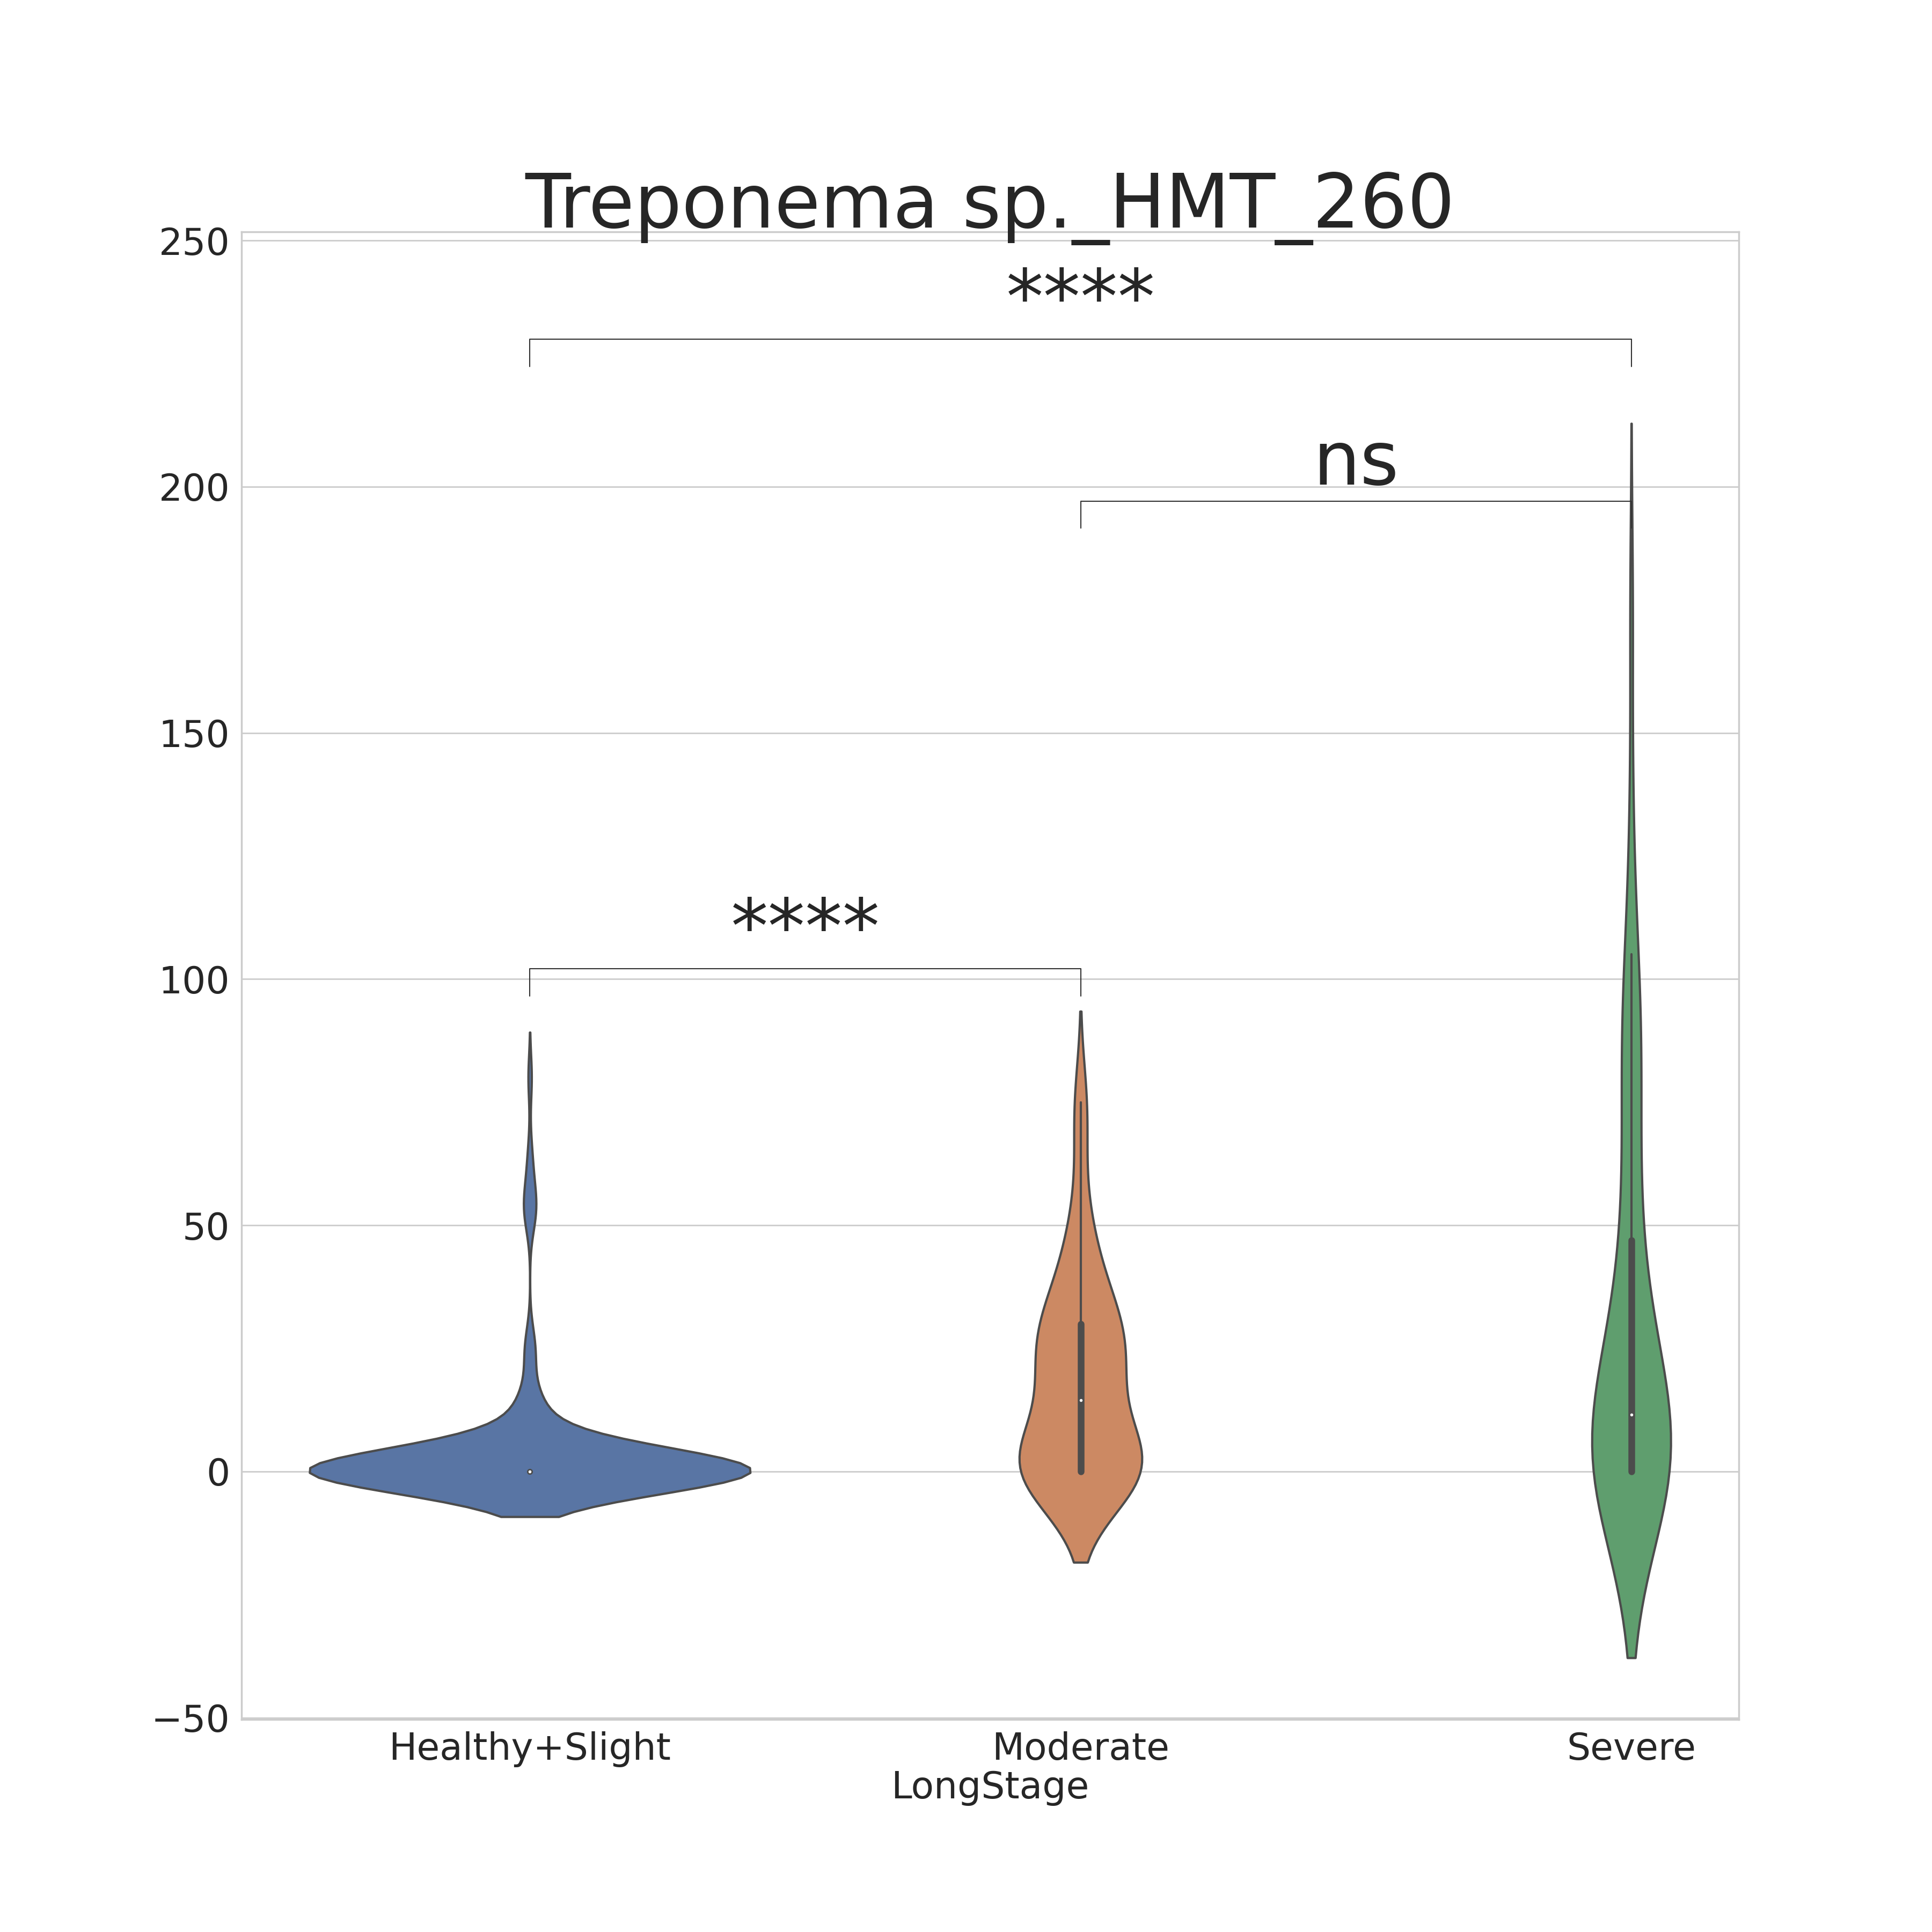 Treponema sp._HMT_260
250
****
200
ns
150
****
100
50
0
−50
Healthy+Slight Moderate Severe
LongStage